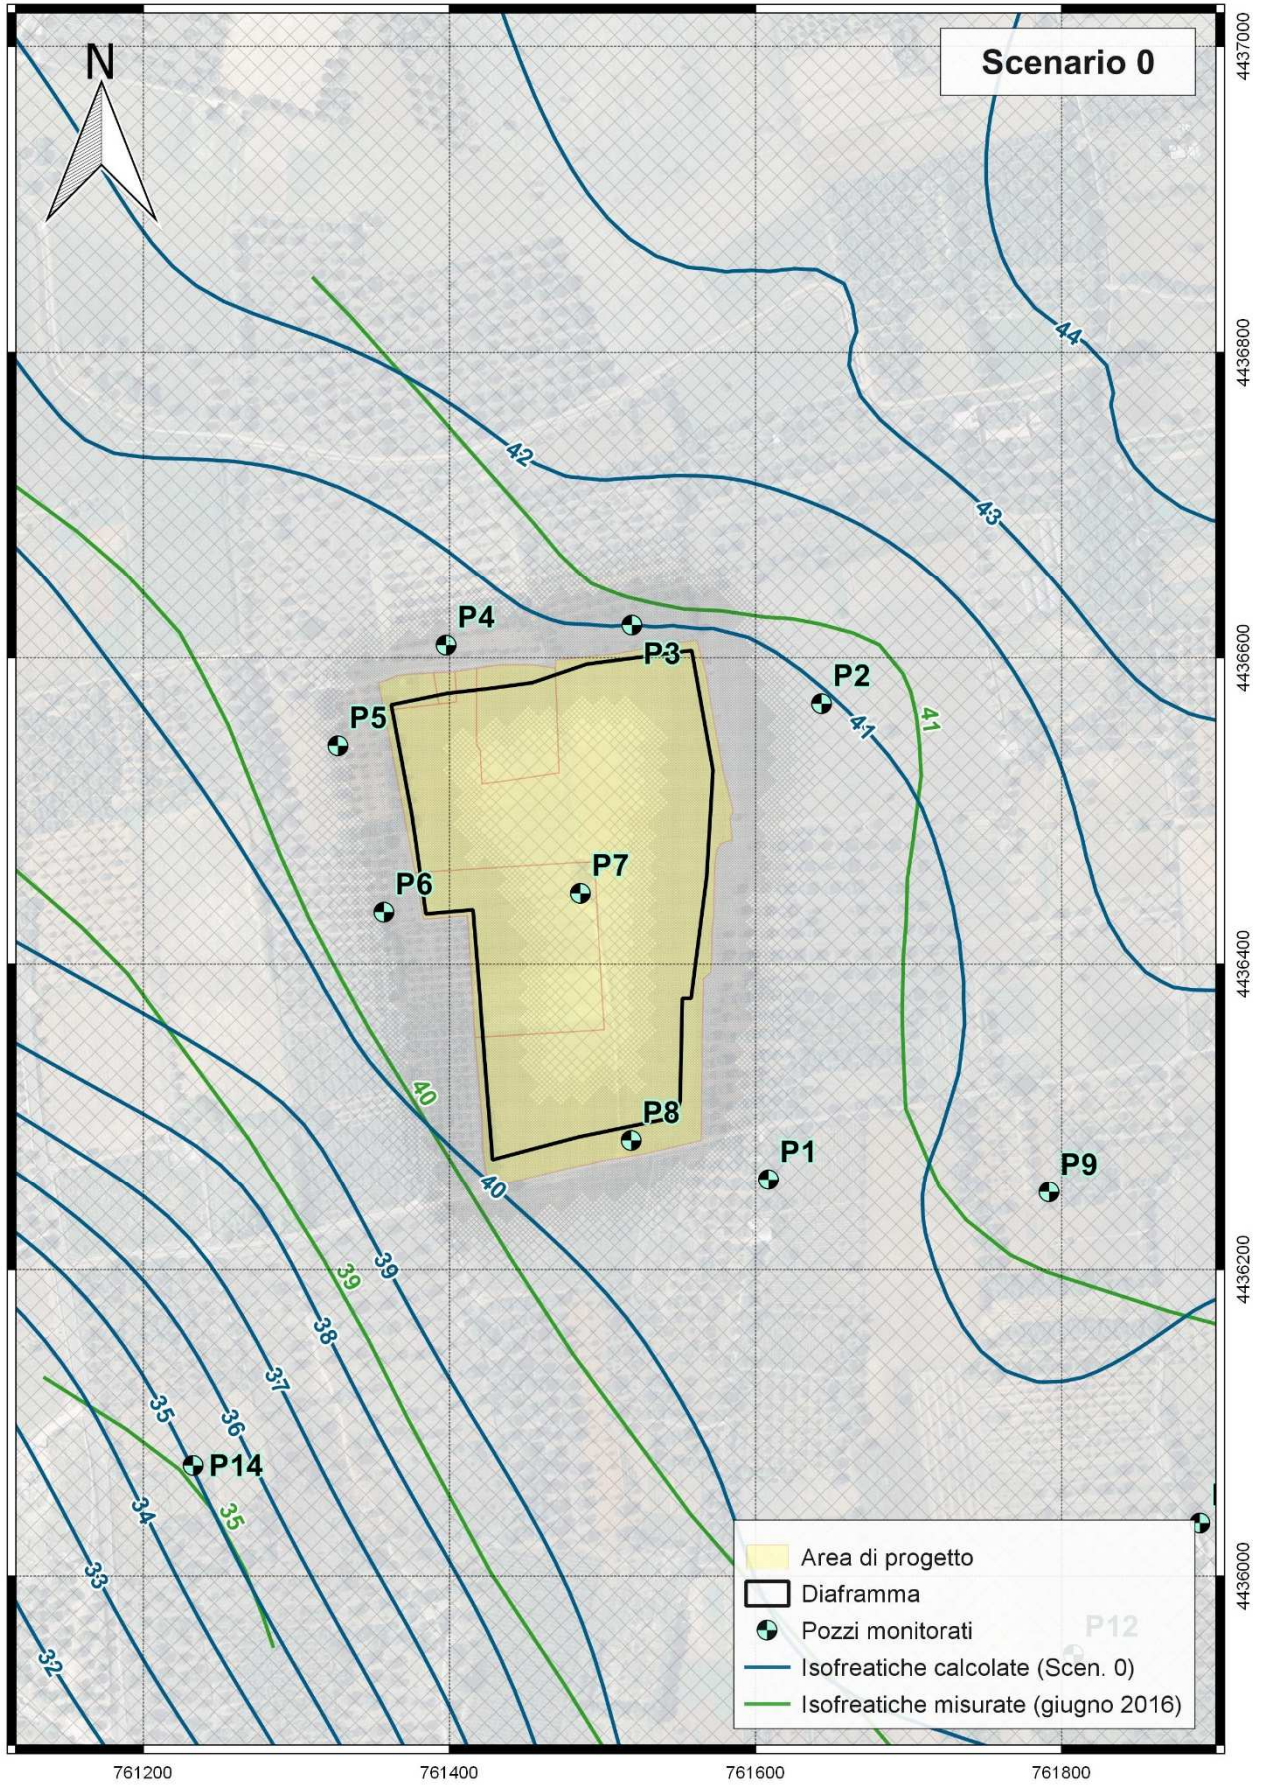 Scenario 0
N
4437000
44
4436800
42
43
P4
P3
4436600
P2
P5
41
41
P7
P6
4436400
40
P8
P1
P9
40
39
39
4436200
38
37
35
36
P14
35
34
33
4436000
32
Area di progetto
Diaframma
Pozzi monitorati
P12
Isofreatiche calcolate (Scen. 0)
Isofreatiche misurate (giugno 2016)
761200
761400
761600
761800